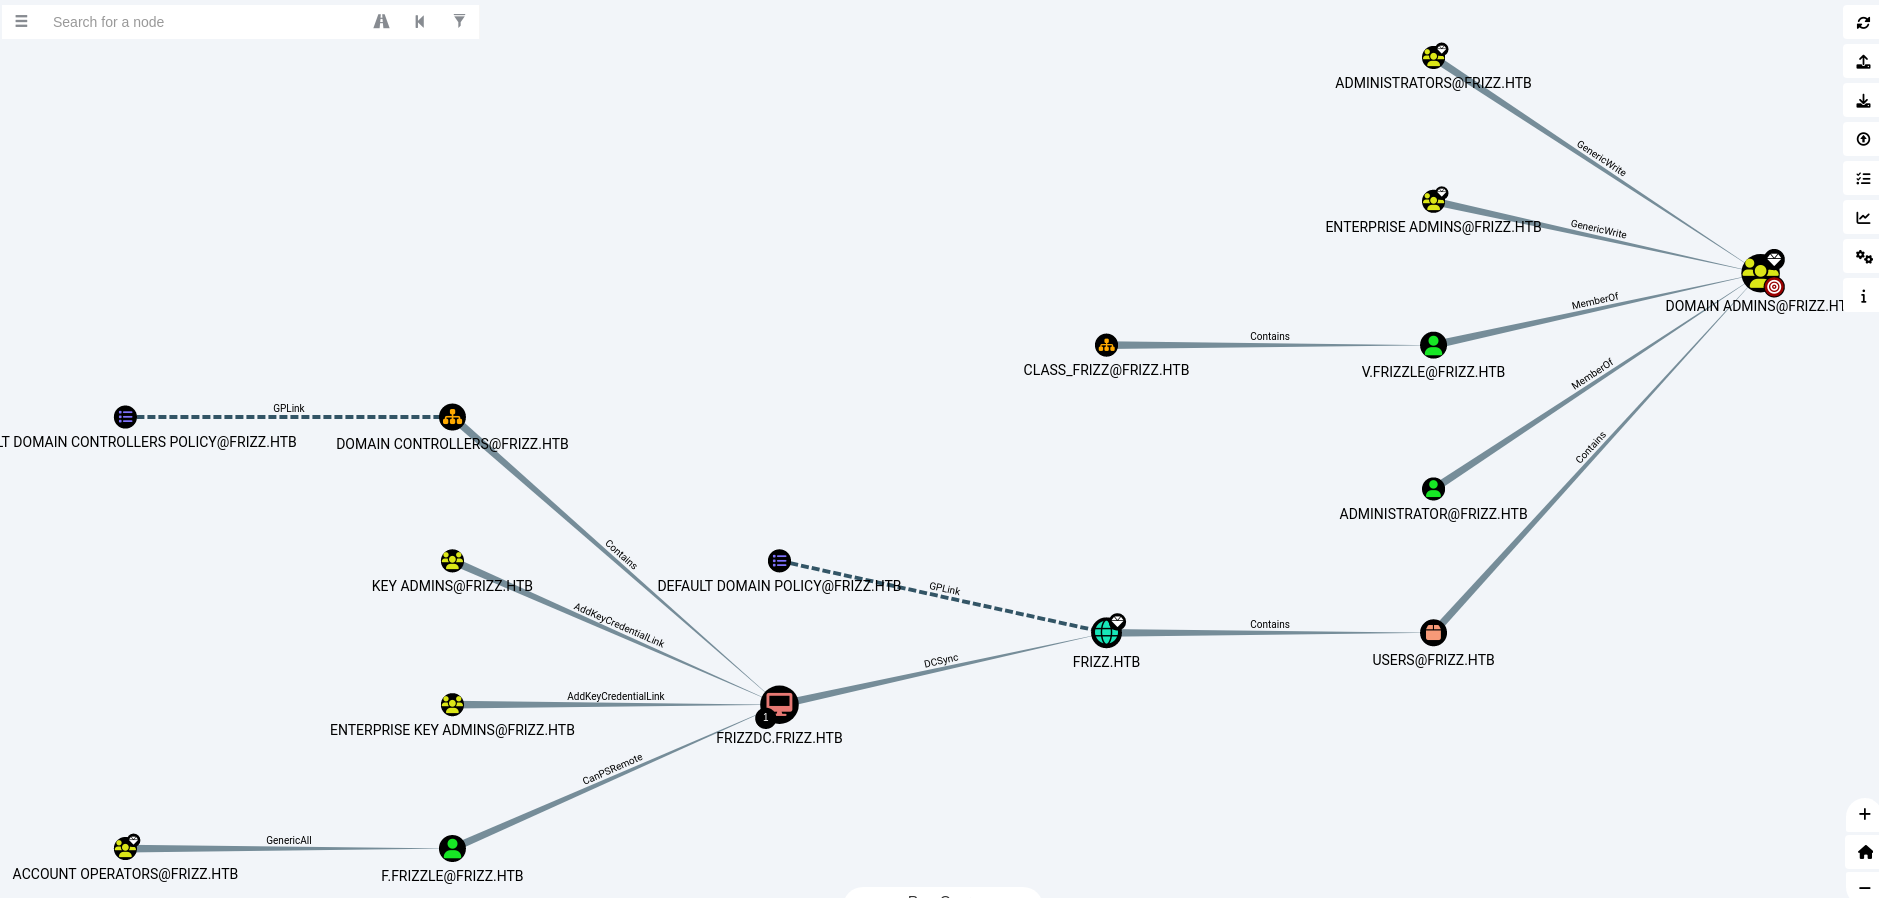 Search for a node
ADMINISTRATORS@FRIZZ.HTB
GenericWrite
ENTERPRISE ADMINS@FRIZZ.HTB
GenericWrite
DOMAIN ADMINS@FRIZZ.HT
MemberOf
Contains
CLASS_FRIZZ@FRIZZ.HTB
V.FRIZZLE@FRIZZ.HTB
MemberOf
GPLink
LT DOMAIN CONTROLLERS POLICY@FRIZZ.HTB
DOMAIN CONTROLLERS@FRIZZ.HTB
Contains
ADMINISTRATOR@FRIZZ.HTB
Contains
KEY ADMINS@FRIZZ.HTB
DEFAULT DOMAIN POLICY@FRIZZ.HTB
GPLink
AddKeyCredentialLink
Contains
DCSync
FRIZZ.HTB
USERS@FRIZZ.HTB
AddKeyCredentialLink
1
ENTERPRISE KEY ADMINS@FRIZZ.HTB
FRIZZDC.FRIZZ.HTB
CanPSRemote
GenericAll
ACCOUNT OPERATORS@FRIZZ.HTB
F.FRIZZLE@FRIZZ.HTB